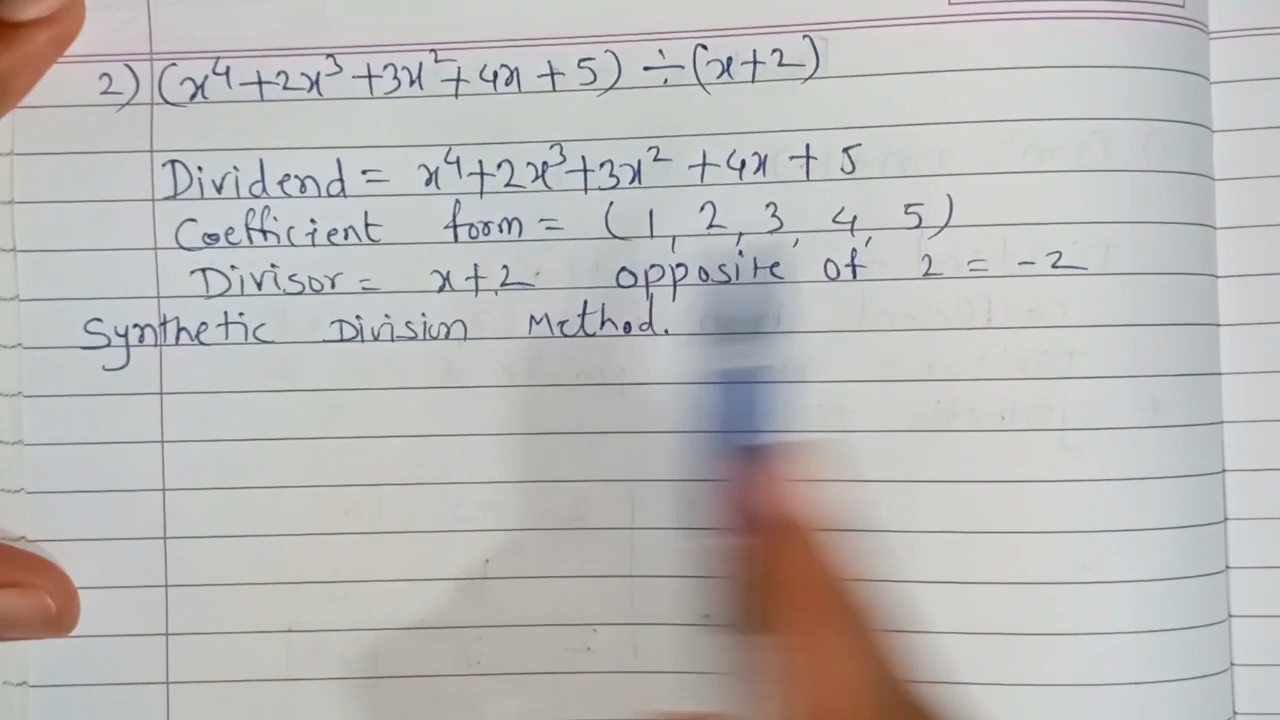 2) (x⁴+2x³+3x²+4x+5) ÷ (x+2)
Dividend = x⁴+2x³+3x² +4x+5
Coefficient form = (1, 2, 3, 4, 5)
Divisor = x+2. opposite of 2 = -2
Synthetic Division Method.